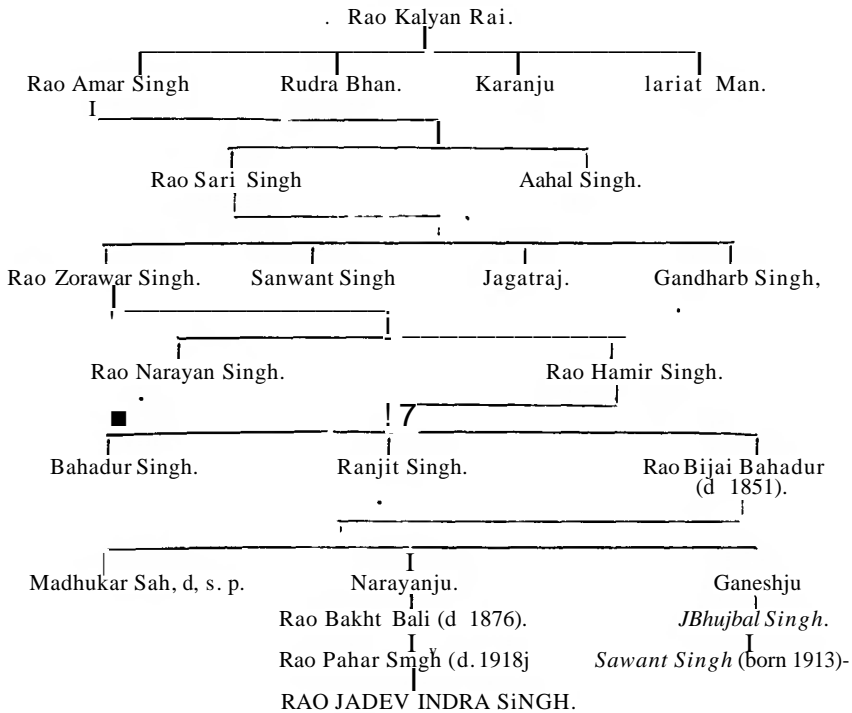 . Rao Kalyan Rai.
Rao Amar Singh Rudra Bhan. Karanju lariat Man.
Rao Sari Singh Aahal Singh.
Rao Zorawar Singh. Sanwant Singh Jagatraj. Gandharb Singh,
Rao Narayan Singh. Rao Hamir Singh.
! 7
Bahadur Singh. Ranjit Singh. Rao Bijai Bahadur
(d 1851).
Madhukar Sah, d, s. p. Narayanju. Ganeshju
Rao Bakht Bali (d 1876). JBhujbal Singh.
Rao Pahar Smgh (d. 1918j Sawant Singh (born 1913)-
RAO JADEV INDRA SiNGH.